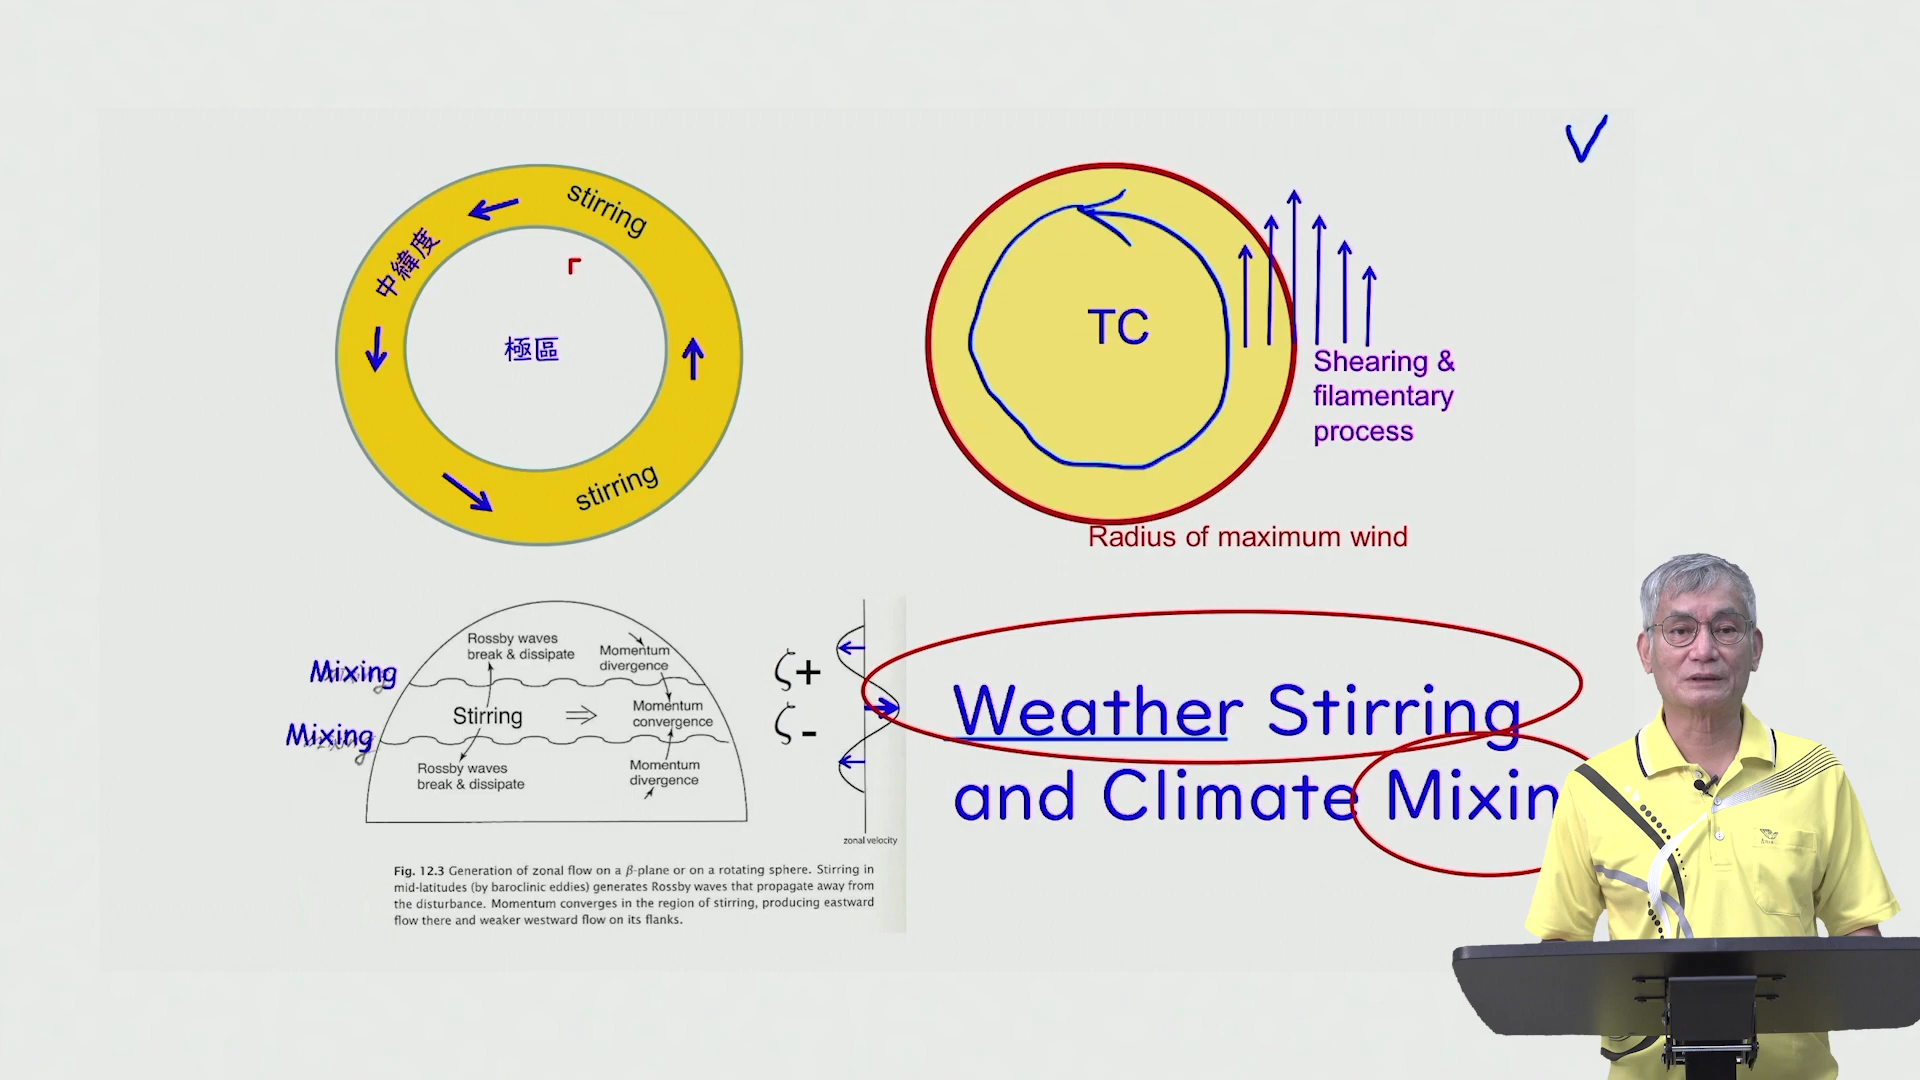 stirring
中緯度
極區
stirring
TC
Shearing &
filamentary
process
Radius of maximum wind
Mixing
Mixing
Rossby waves
break & dissipate
Momentum
divergence
Stirring
Momentum
convergence
Rossby waves
break & dissipate
Momentum
divergence
ζ+
ζ-
zonal velocity
Weather Stirring
and Climate Mixin
Fig. 12.3 Generation of zonal flow on a β-plane or on a rotating sphere. Stirring in
mid-latitudes (by baroclinic eddies) generates Rossby waves that propagate away from
the disturbance. Momentum converges in the region of stirring, producing eastward
flow there and weaker westward flow on its flanks.